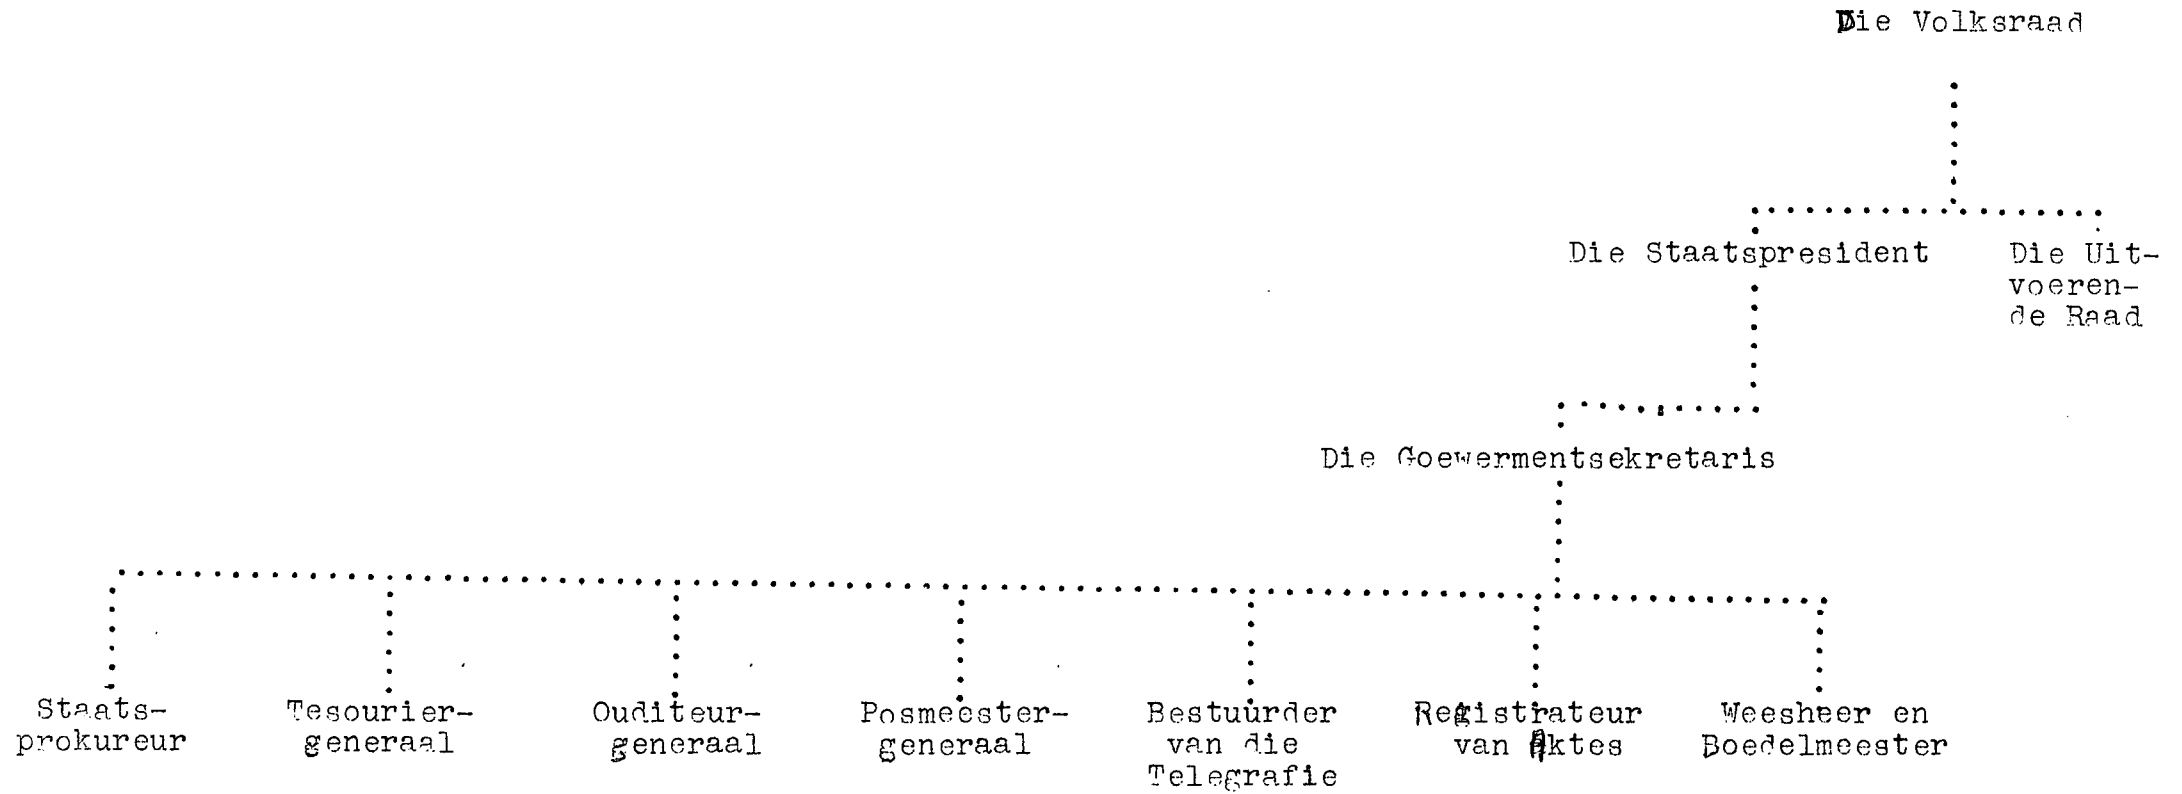 Die Volksraad
Die Staatspresident
Die Uit-
voeren-
de Raad
Die Goewermentsekretaris
Staats-
prokureur
Tesourier-
generaal
Ouditeur-
generaal
Posmeester-
generaal
Bestuurder
van die
Telegrafie
Registrateur
van Aktes
Weesheer en
Boedelmeester